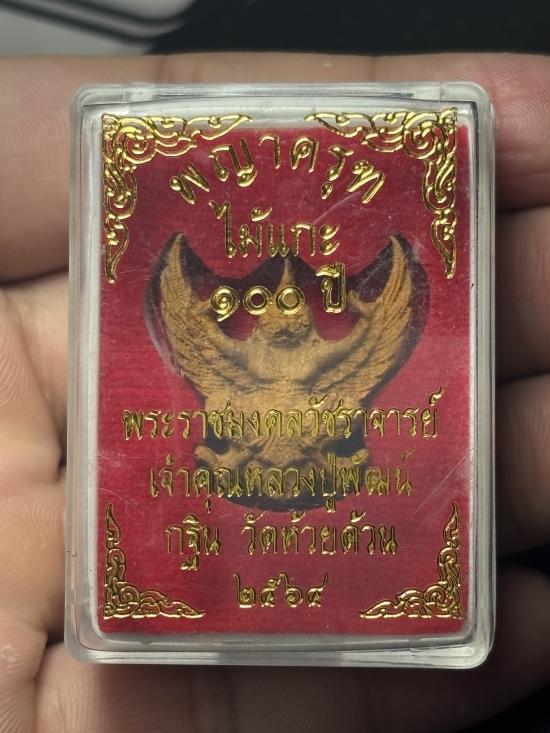 พญาครุฑ
ไม้แกะ
๑๐๐ ปี
พระราชมงคลวัชราจารย์
เจ้าคุณหลวงปู่พัฒน์
กฐิน วัดห้วยด้วน
๒๕๖๔